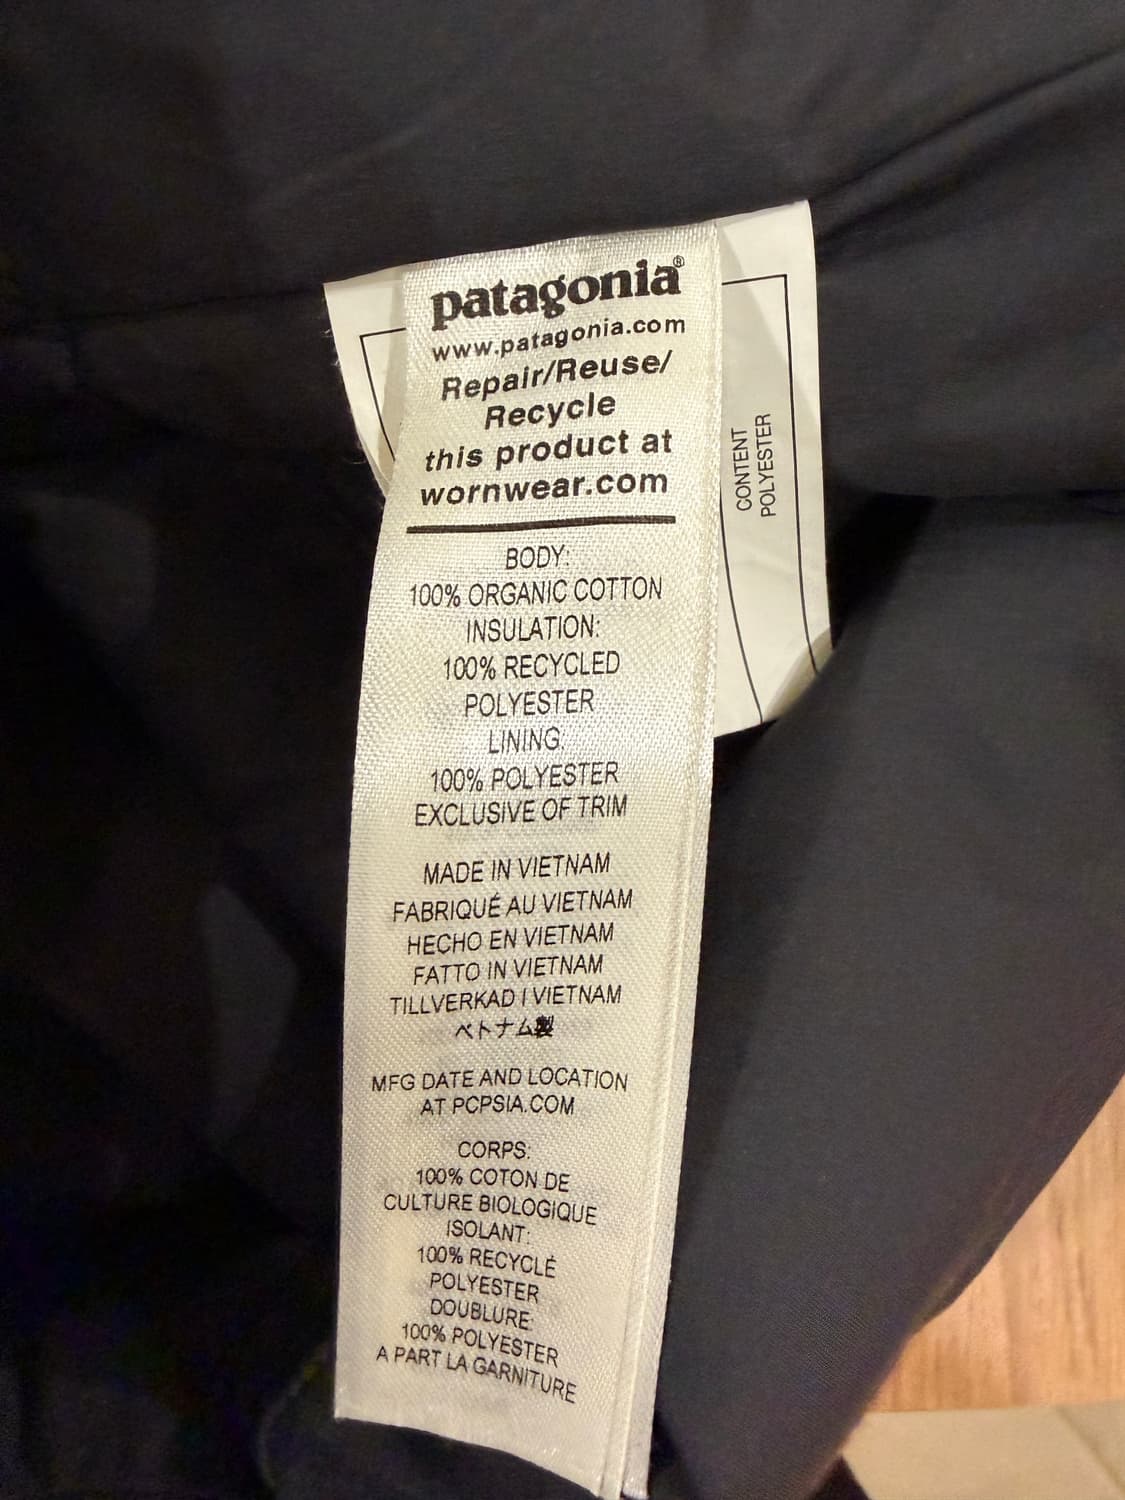 patagonia®
www.patagonia.com
Repair/Reuse/
Recycle
this product at
wornwear.com
BODY:
100% ORGANIC COTTON
INSULATION:
100% RECYCLED
POLYESTER
LINING:
100% POLYESTER
EXCLUSIVE OF TRIM
MADE IN VIETNAM
FABRIQUÉ AU VIETNAM
HECHO EN VIETNAM
FATTO IN VIETNAM
TILLVERKAD I VIETNAM
ベトナム製
MFG DATE AND LOCATION
AT PCPSIA.COM
CORPS:
100% COTON DE
CULTURE BIOLOGIQUE
ISOLANT:
100% RECYCLÉ
POLYESTER
DOUBLURE:
100% POLYESTER
A PART LA GARNITURE
CONTENT
POLYESTER